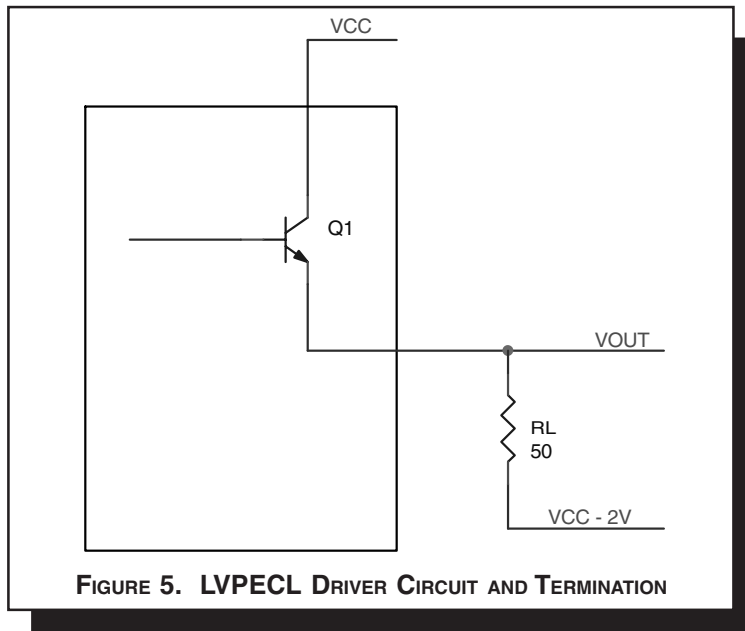 VCC
Q1
VOUT
RL
50
VCC - 2V
FIGURE 5. LVPECL DRIVER CIRCUIT AND TERMINATION